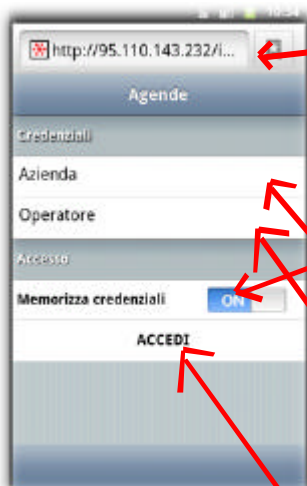 http://95.110.143.232/i...
Agende
Credenziali
Azienda
Operatore
Accesso
Memorizza credenziali
ON
ACCEDI